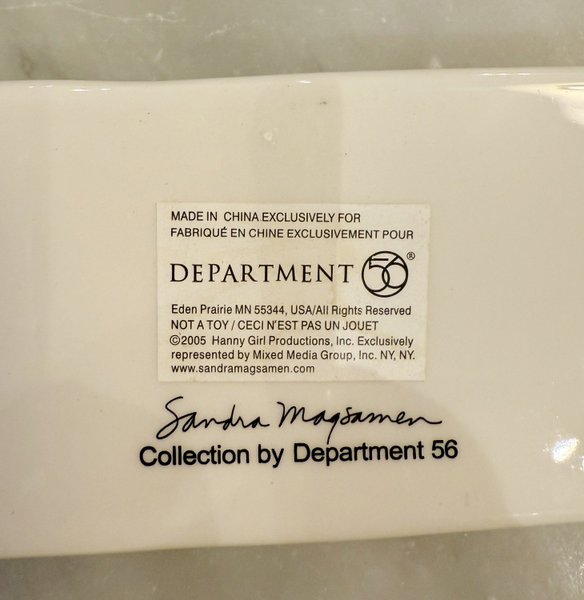 MADE IN CHINA EXCLUSIVELY FOR
FABRIQUÉ EN CHINE EXCLUSIVEMENT POUR
DEPARTMENT 56®
Eden Prairie MN 55344, USA/All Rights Reserved
NOT A TOY / CECI N'EST PAS UN JOUET
©2005 Hanny Girl Productions, Inc. Exclusively
represented by Mixed Media Group, Inc. NY, NY.
www.sandramagsamen.com
Sandra Magsamen
Collection by Department 56